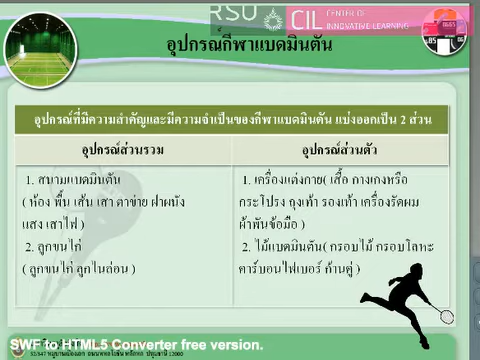 RSU
CIL CENTER OF
INNOVATIVE LEARNING
อุปกรณ์กีฬาแบดมินตัน
อุปกรณ์ที่มีความสำคัญและมีความจำเป็นของกีฬาแบดมินตัน แบ่งออกเป็น 2 ส่วน
อุปกรณ์ส่วนรวม
1. สนามแบดมินตัน
( ห้อง พื้น เส้น เสา ตาข่าย ฝาผนัง
แสง เสาไฟ )
2. ลูกขนไก่
( ลูกขนไก่ ลูกไนล่อน )
อุปกรณ์ส่วนตัว
1. เครื่องแต่งกาย( เสื้อ กางเกงหรือ
กระโปรง ถุงเท้า รองเท้า เครื่องรัดผม
ผ้าพันข้อมือ )
2. ไม้แบดมินตัน( กรอบไม้ กรอบโลหะ
คาร์บอนไฟเบอร์ ก้านคู่ )
SWF to HTML5 Converter free version.